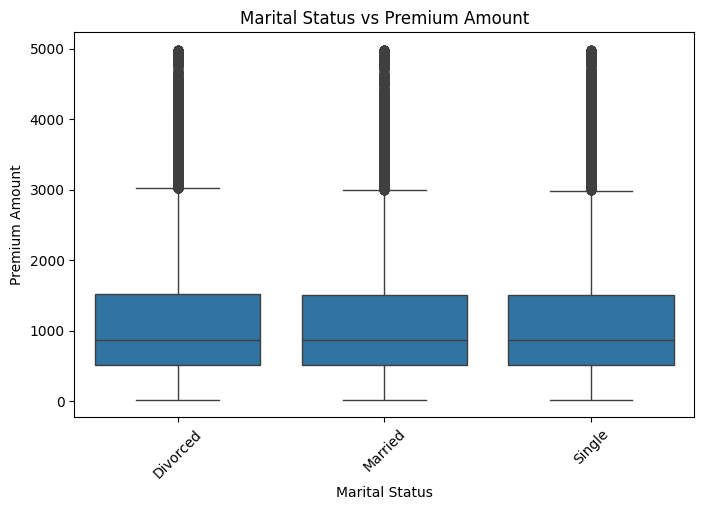 Marital Status vs Premium Amount
Premium Amount
5000
4000
3000
2000
1000
0
Divorced
Married
Single
Marital Status